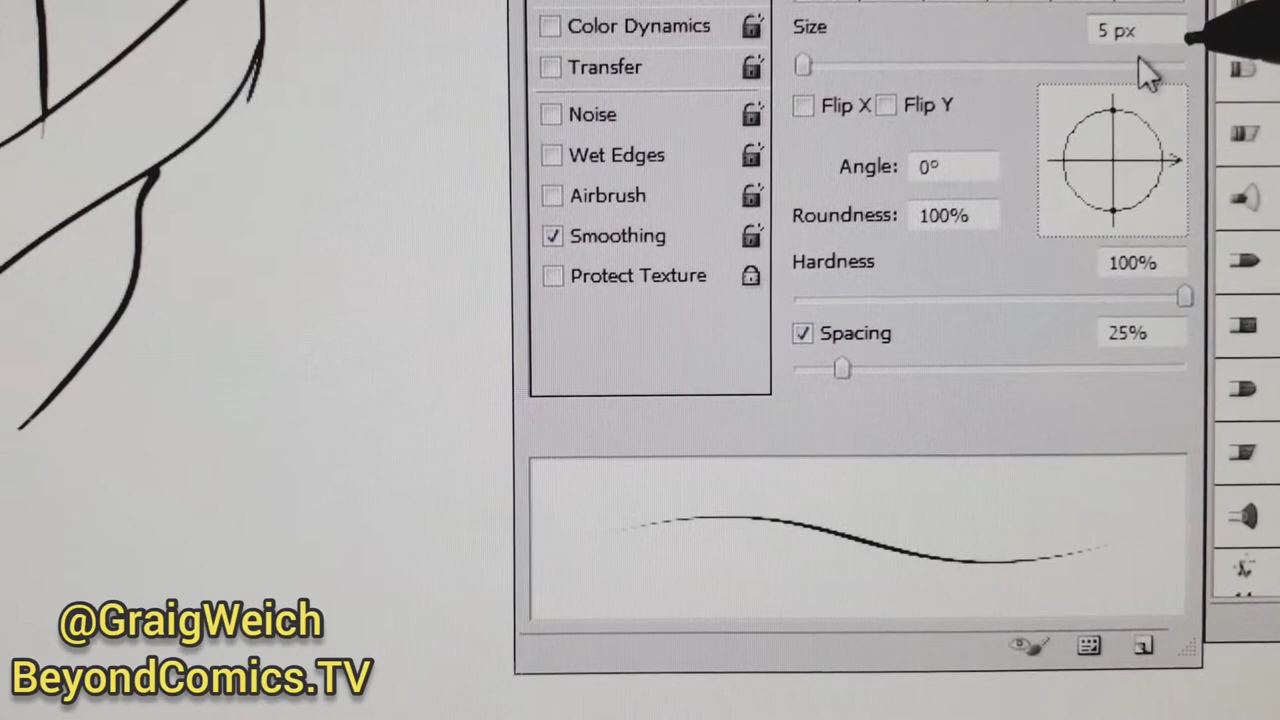 Color Dynamics
Transfer
Noise
Wet Edges
Airbrush
Smoothing
Protect Texture
Size 5 px
Flip X Flip Y
Angle: 0º
Roundness: 100%
Hardness 100%
Spacing 25%
@GraigWeich
BeyondComics.TV